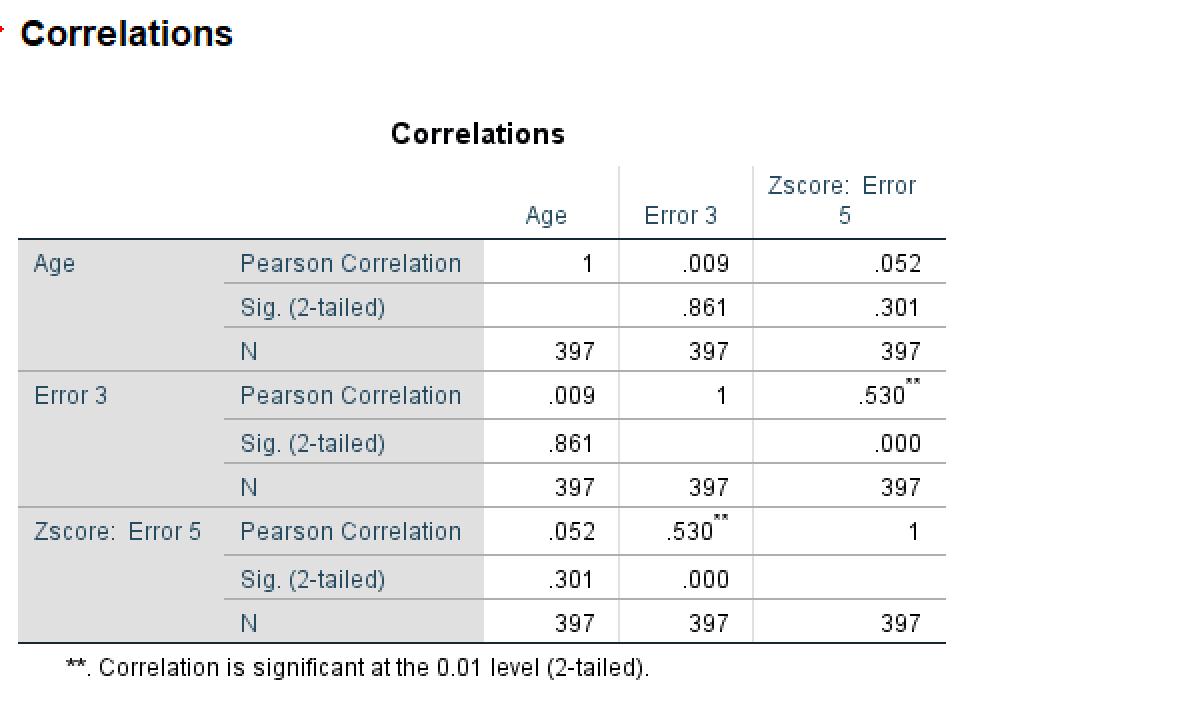 Correlations
Correlations
Age Error 3 Zscore: Error
5
Age Pearson Correlation 1 .009 .052
Sig. (2-tailed) .861 .301
N 397 397 397
Error 3 Pearson Correlation .009 1 .530**
Sig. (2-tailed) .861 .000
N 397 397 397
Zscore: Error 5 Pearson Correlation .052 .530** 1
Sig. (2-tailed) .301 .000
N 397 397 397
**. Correlation is significant at the 0.01 level (2-tailed).